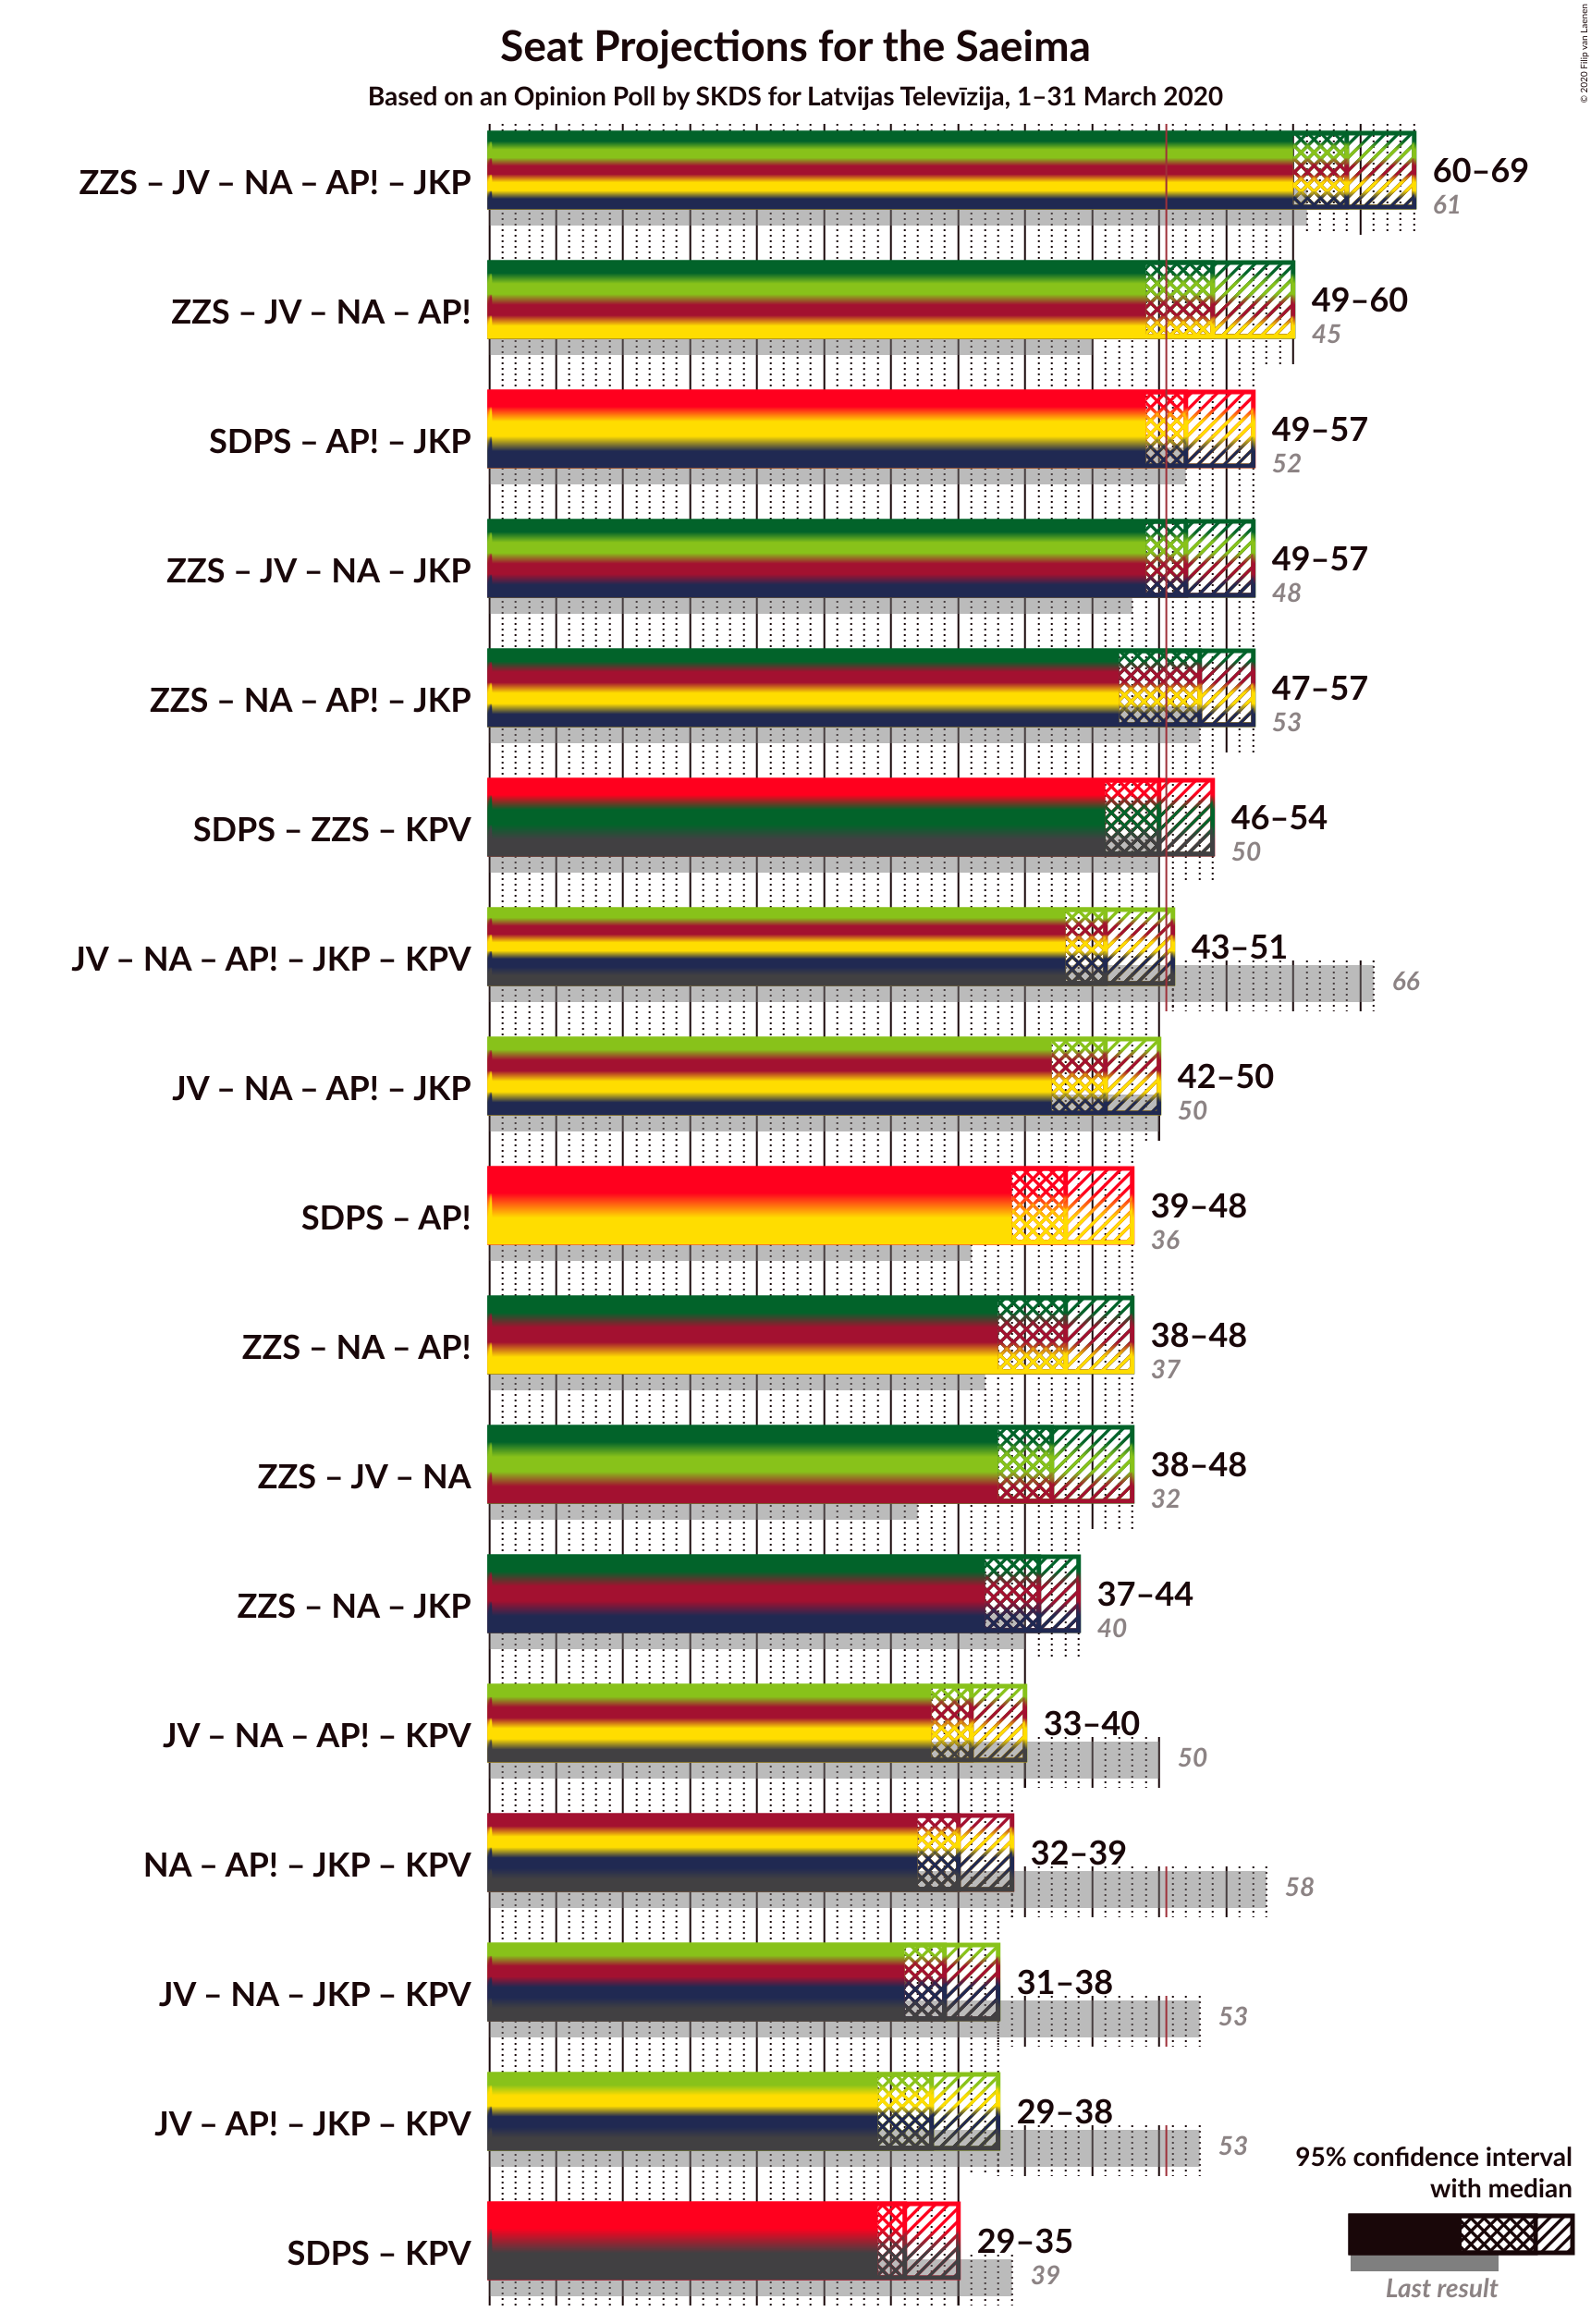 Seat Projections for the Saeima
Based on an Opinion Poll by SKDS for Latvijas Televīzija, 1–31 March 2020
© 2020 Filip van Laenen
ZZS – JV – NA – AP! – JKP
60–69
61
ZZS – JV – NA – AP!
49–60
45
SDPS – AP! – JKP
49–57
52
ZZS – JV – NA – JKP
49–57
48
ZZS – NA – AP! – JKP
47–57
53
SDPS – ZZS – KPV
46–54
50
JV – NA – AP! – JKP – KPV
43–51
66
JV – NA – AP! – JKP
42–50
50
SDPS – AP!
39–48
36
ZZS – NA – AP!
38–48
37
ZZS – JV – NA
38–48
32
ZZS – NA – JKP
37–44
40
JV – NA – AP! – KPV
33–40
50
NA – AP! – JKP – KPV
32–39
58
JV – NA – JKP – KPV
31–38
53
JV – AP! – JKP – KPV
29–38
53
SDPS – KPV
29–35
39
95% confidence interval
with median
Last result